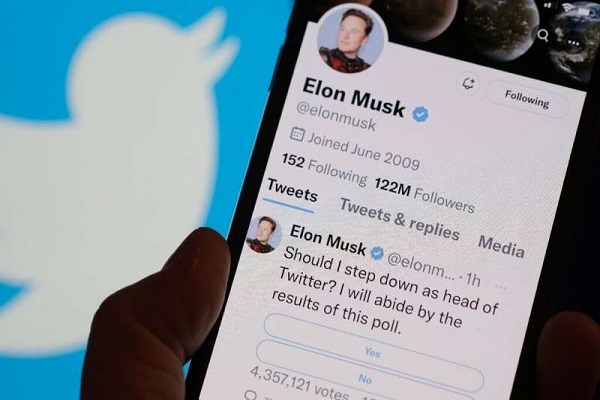 Following
Elon Musk
@elonmusk
Joined June 2009
152 Following 122M Followers
Tweets Tweets & replies Media
Elon Musk @elonm... · 1h
Should I step down as head of
Twitter? I will abide by the
results of this poll.
Yes
No
4,357,121 votes